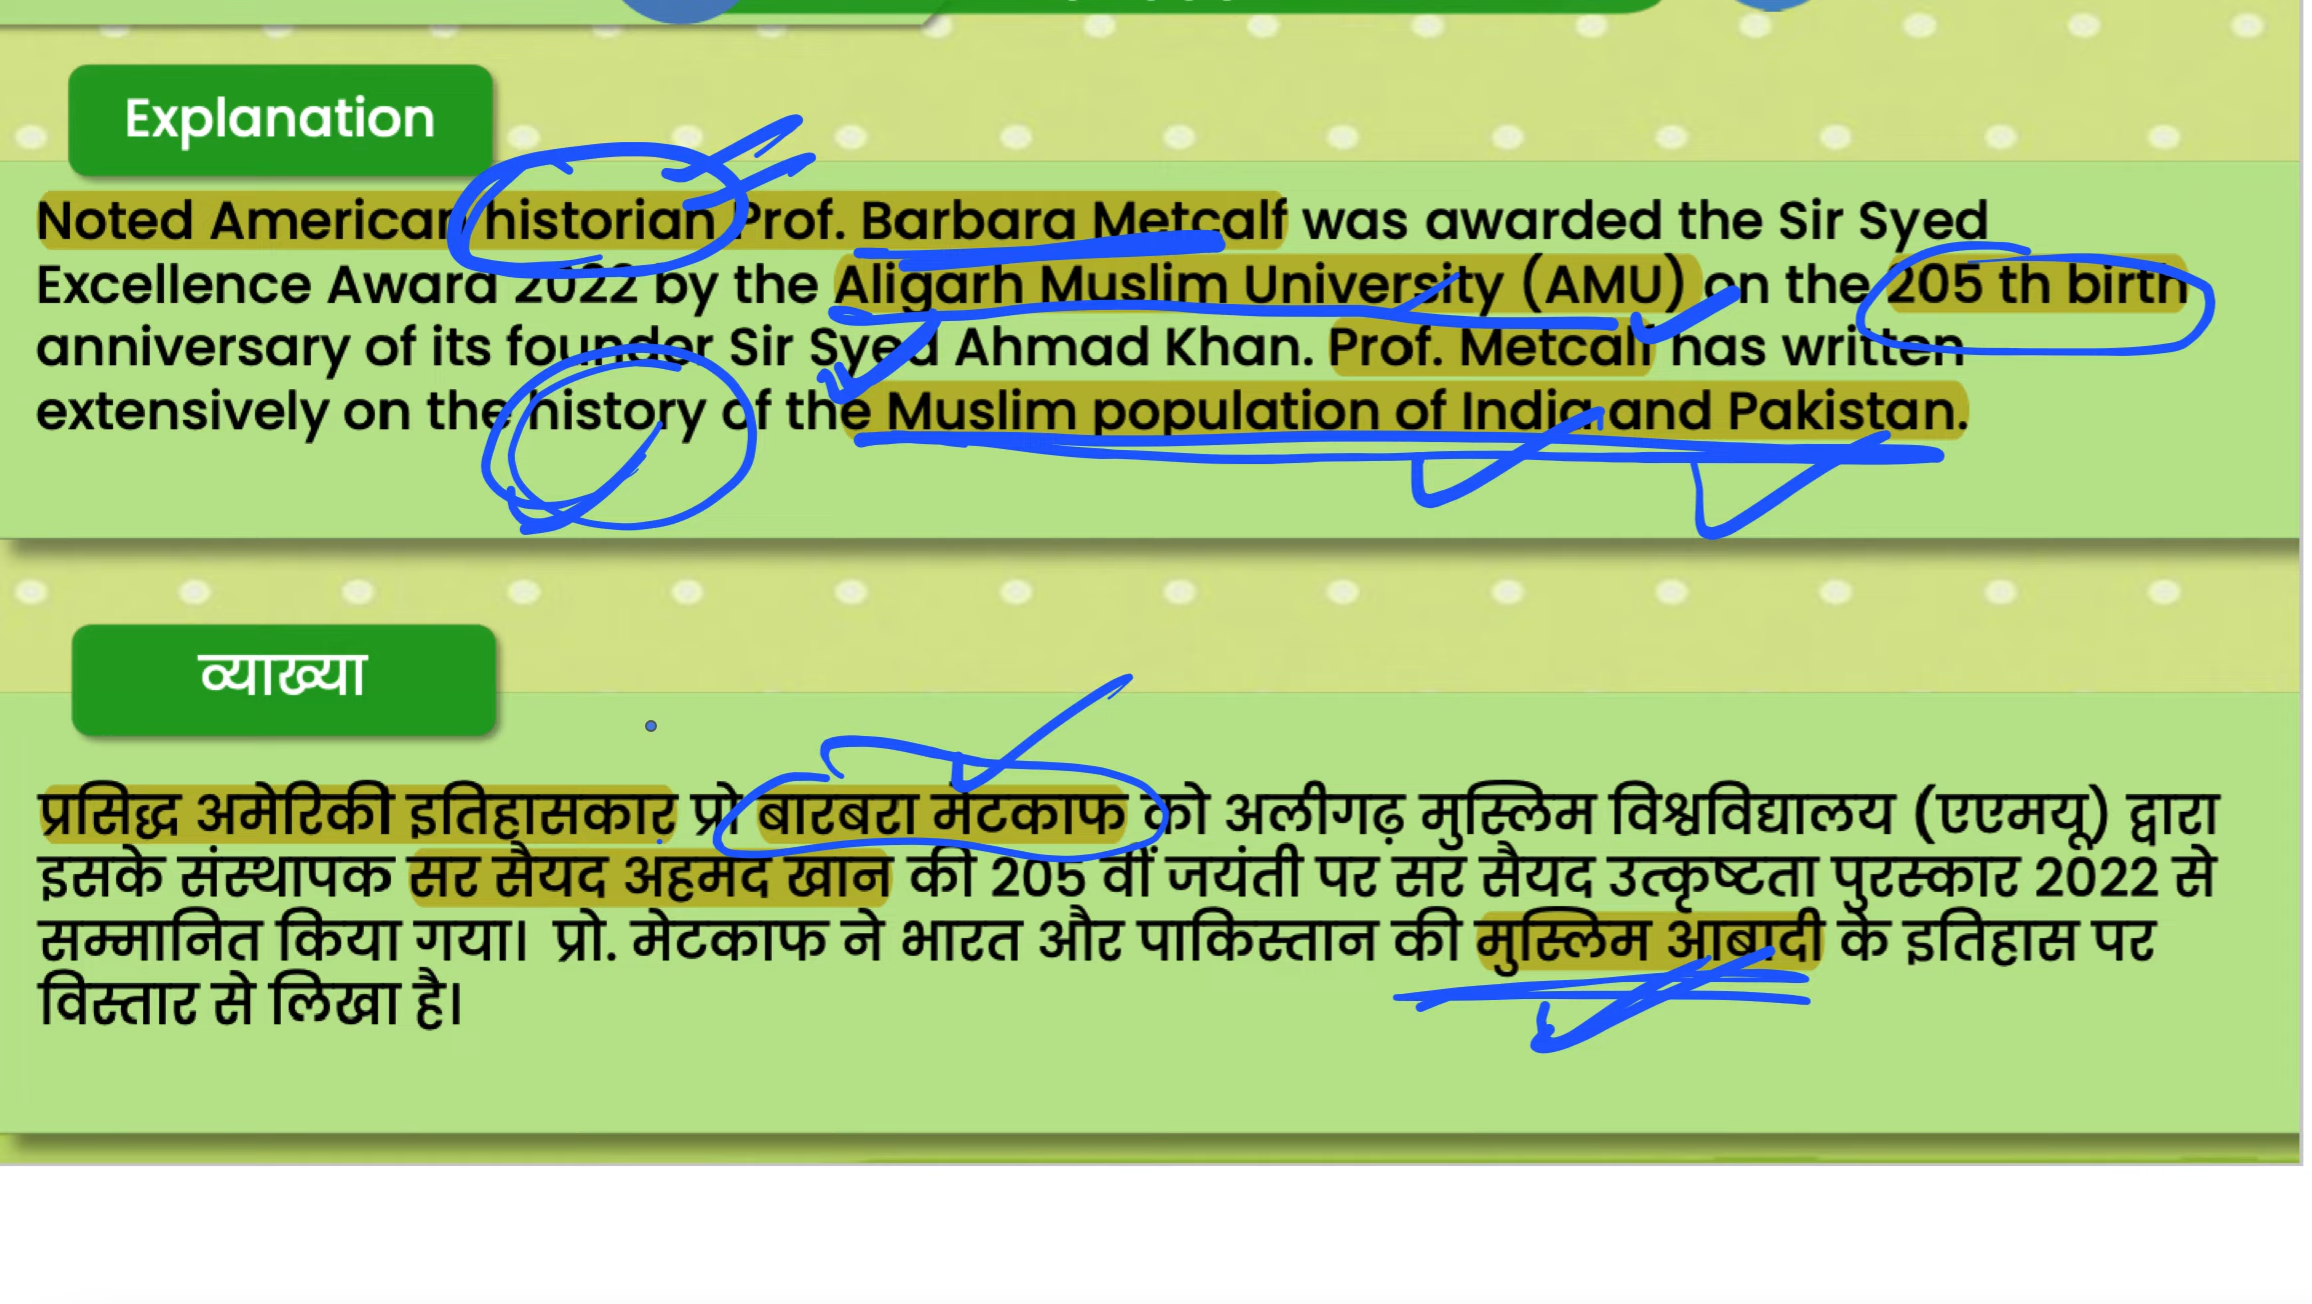 Explanation
Noted American historian Prof. Barbara Metcalf was awarded the Sir Syed
Excellence Award 2022 by the Aligarh Muslim University (AMU) on the 205 th birth
anniversary of its founder Sir Syed Ahmad Khan. Prof. Metcalf has written
extensively on the history of the Muslim population of India and Pakistan.
व्याख्या
प्रसिद्ध अमेरिकी इतिहासकार प्रो बारबरा मेटकाफ को अलीगढ़ मुस्लिम विश्वविद्यालय (एएमयू) द्वारा
इसके संस्थापक सर सैयद अहमद खान की 205 वीं जयंती पर सर सैयद उत्कृष्टता पुरस्कार 2022 से
सम्मानित किया गया। प्रो. मेटकाफ ने भारत और पाकिस्तान की मुस्लिम आबादी के इतिहास पर
विस्तार से लिखा है।